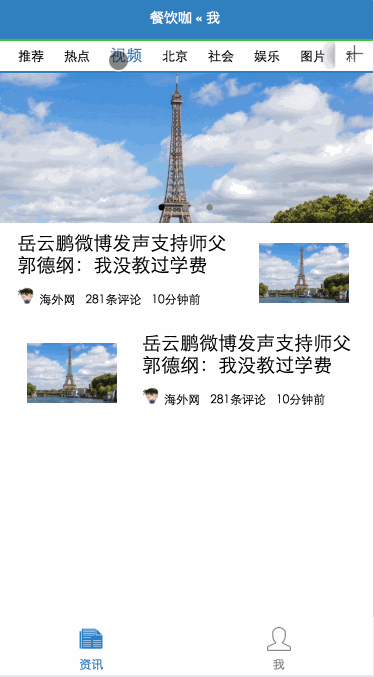 餐饮咖 « 我
推荐 热点 视频 北京 社会 娱乐 图片
岳云鹏微博发声支持师父
郭德纲：我没教过学费
海外网 281条评论 10分钟前
岳云鹏微博发声支持师父
郭德纲：我没教过学费
海外网 281条评论 10分钟前
资讯 我